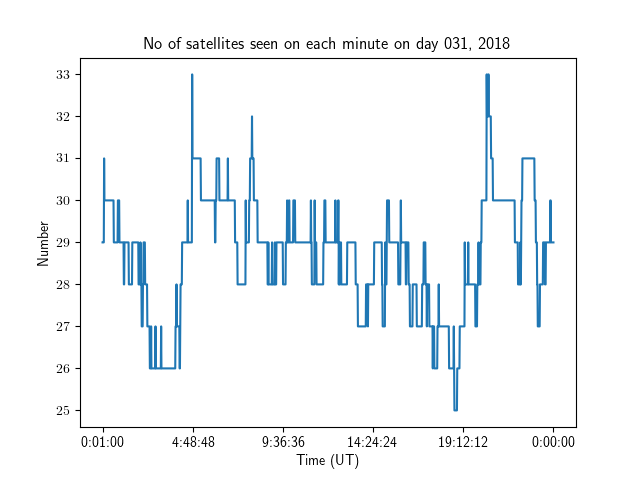 No of satellites seen on each minute on day 031, 2018
33
32
31
30
29
28
27
26
25
Number
0:01:00 4:48:48 9:36:36 14:24:24 19:12:12 0:00:00
Time (UT)